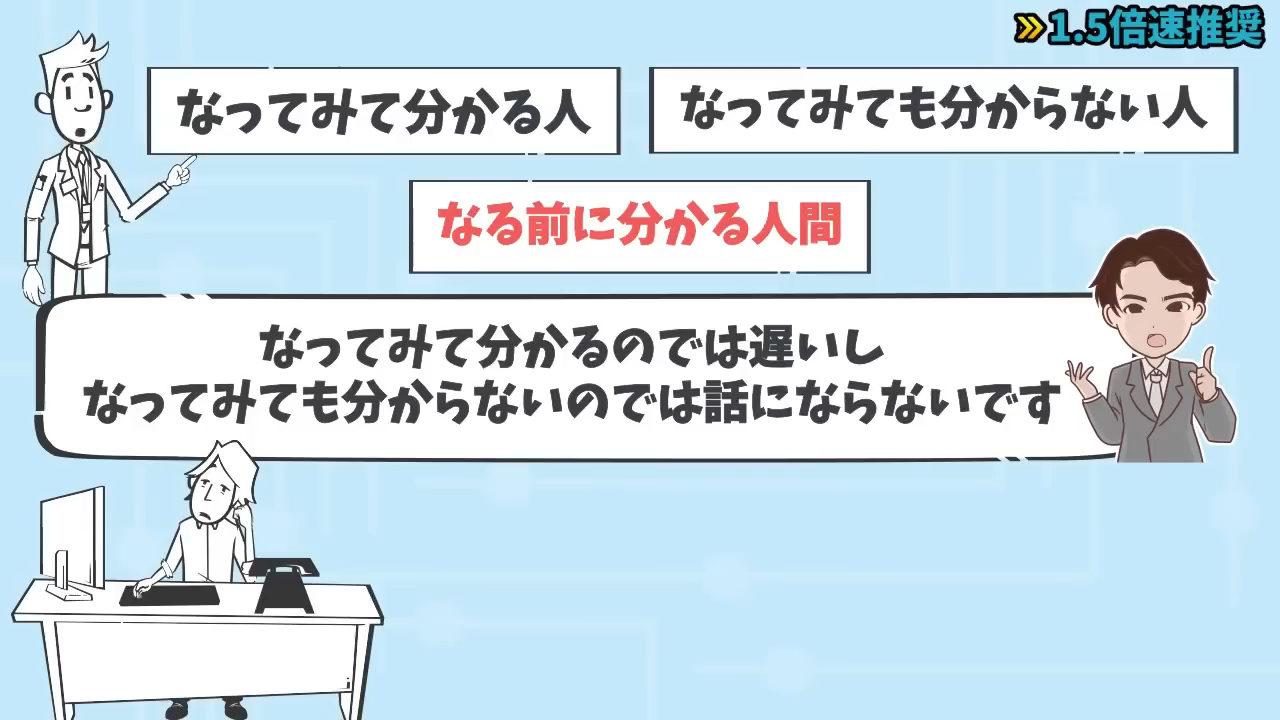 1.5倍速推奨
なってみて分かる人
なってみても分からない人
なる前に分かる人間
なってみて分かるのでは遅いし
なってみても分からないのでは話にならないです